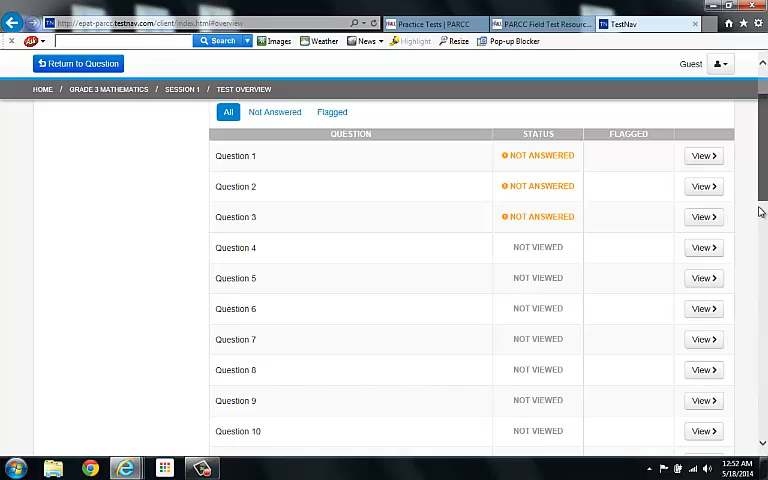 TN http://epat-parcc.testnav.com/client/index.html#overview
Practice Tests | PARCC
PARCC Field Test Resourc...
TN TestNav
Search
Images
Weather
News
Highlight
Resize
Pop-up Blocker
Return to Question
Guest
HOME / GRADE 3 MATHEMATICS / SESSION 1 / TEST OVERVIEW
All Not Answered Flagged
QUESTION STATUS FLAGGED
Question 1 NOT ANSWERED View
Question 2 NOT ANSWERED View
Question 3 NOT ANSWERED View
Question 4 NOT VIEWED View
Question 5 NOT VIEWED View
Question 6 NOT VIEWED View
Question 7 NOT VIEWED View
Question 8 NOT VIEWED View
Question 9 NOT VIEWED View
Question 10 NOT VIEWED View
12:52 AM
5/18/2014